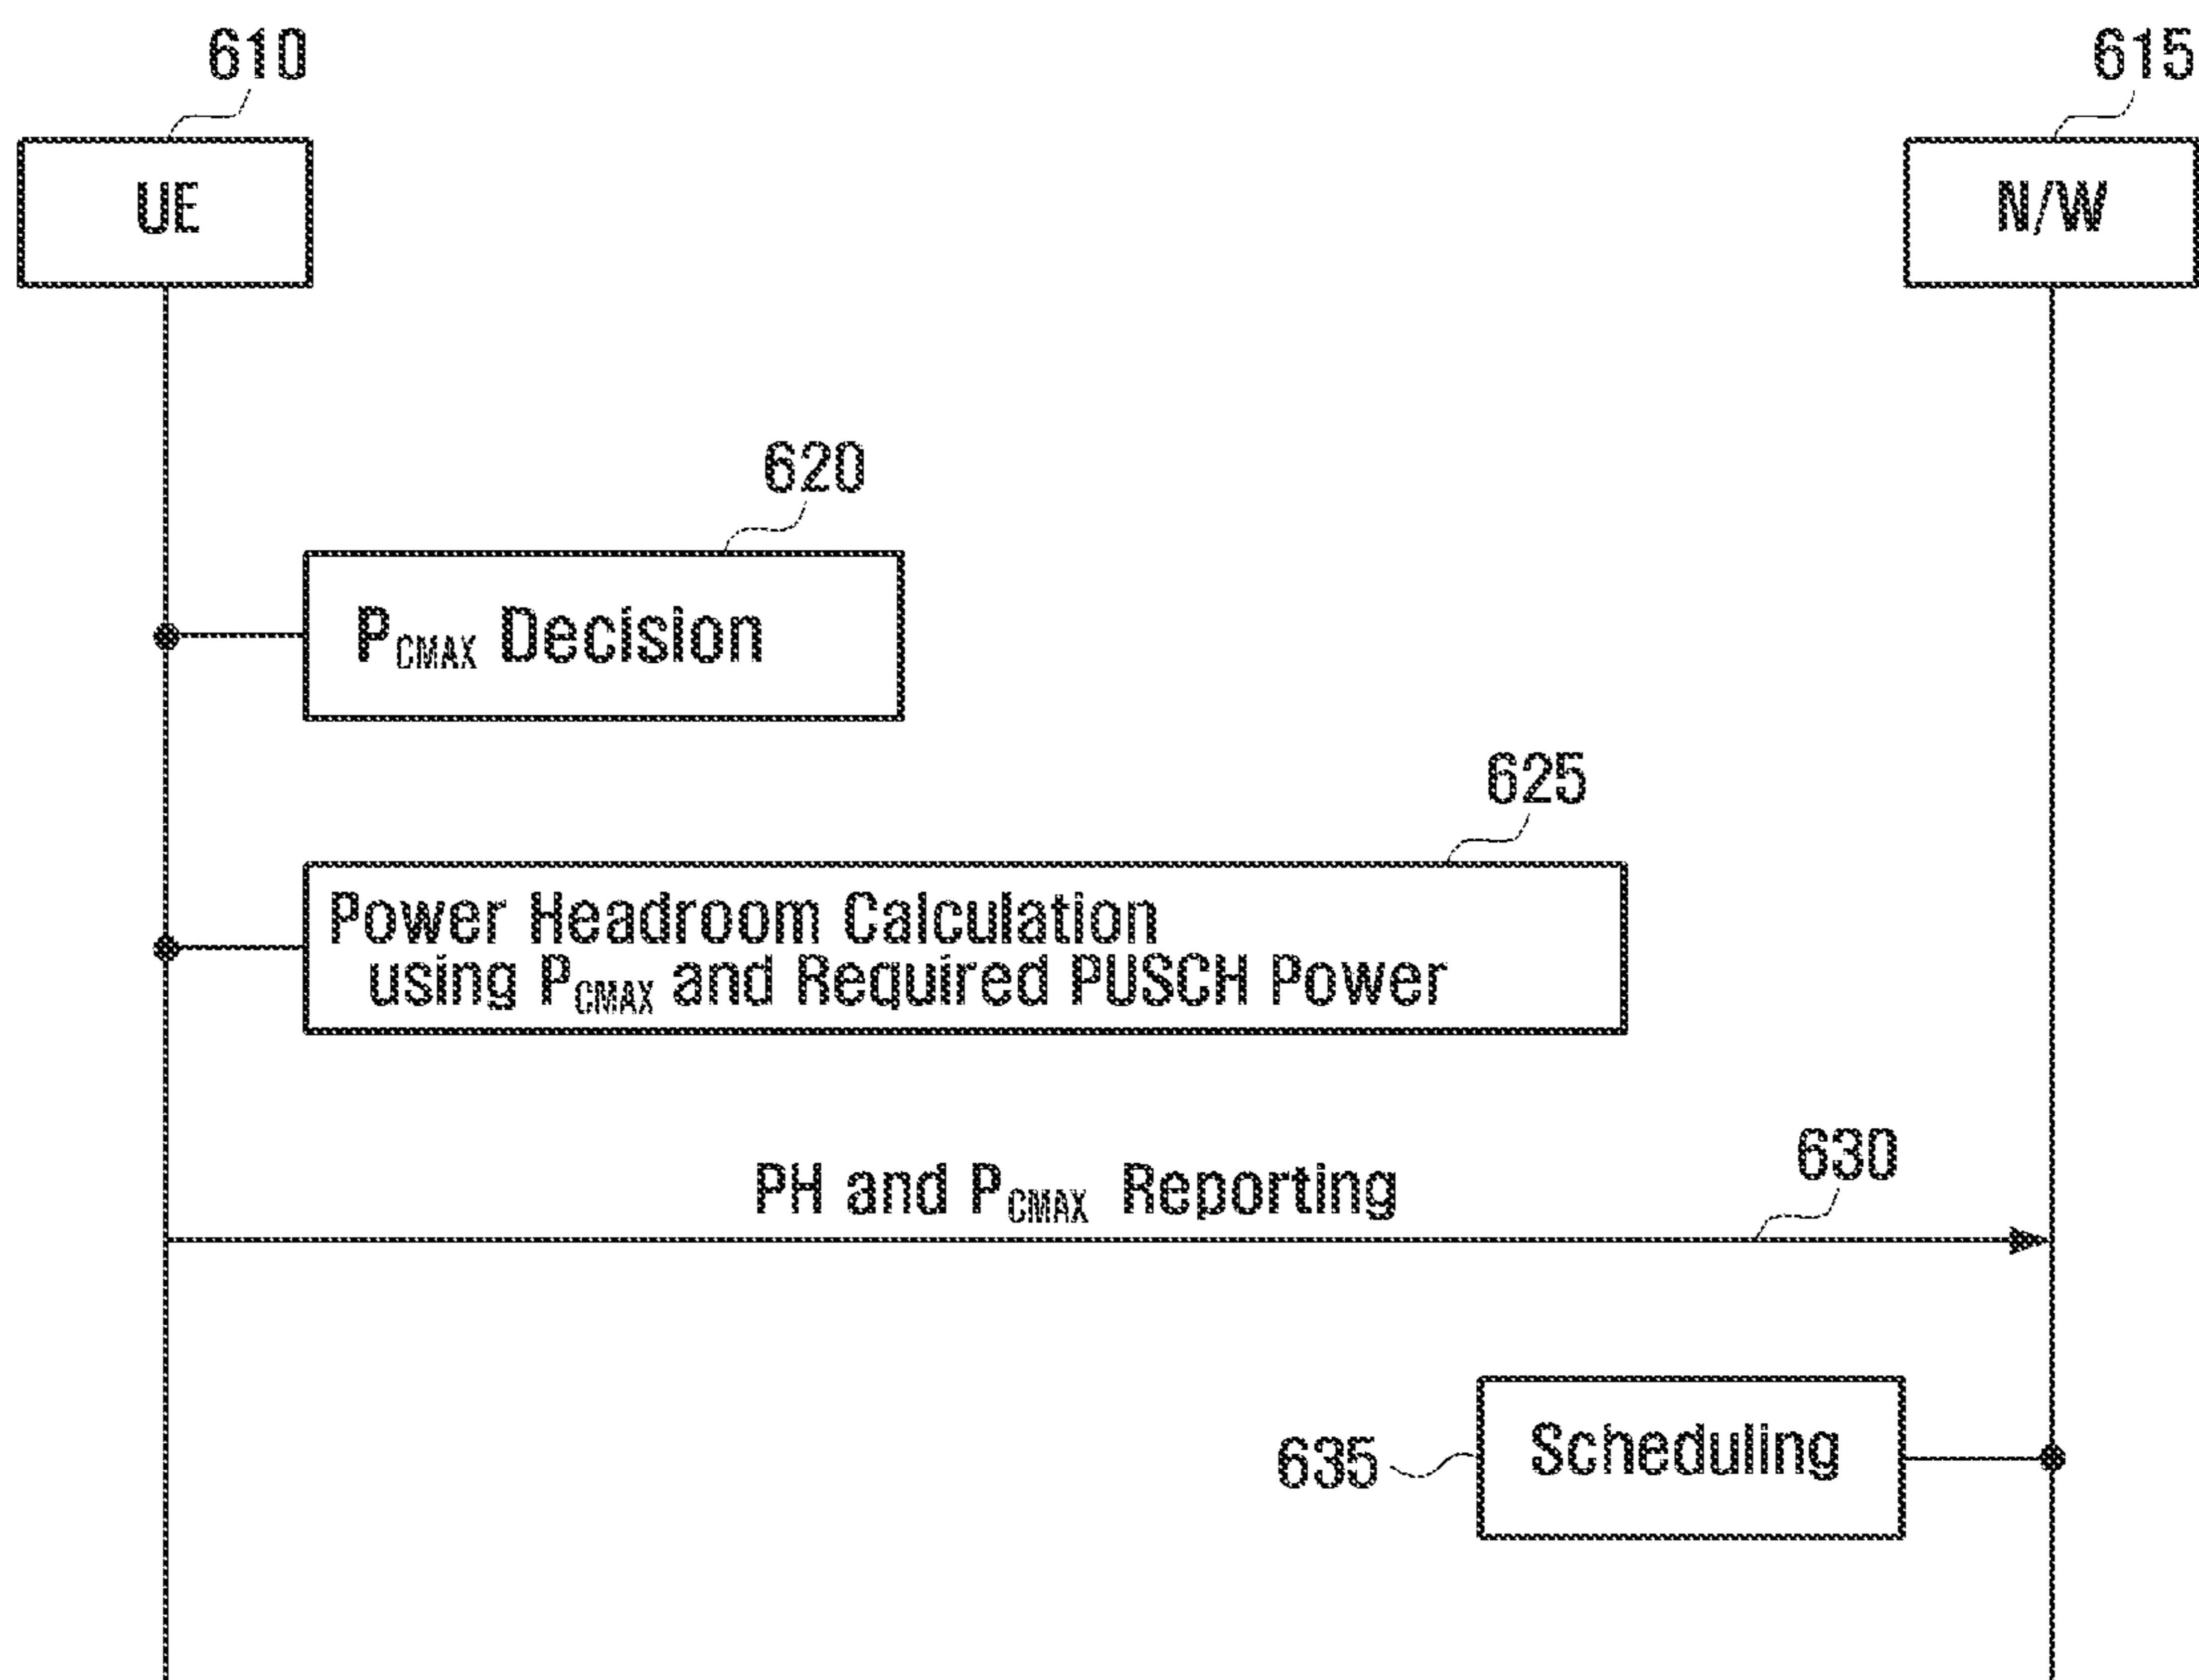 610
615
UE
N/W
620
PCMAX Decision
625
Power Headroom Calculation
using PCMAX and Required PUSCH Power
630
PH and PCMAX Reporting
635
Scheduling